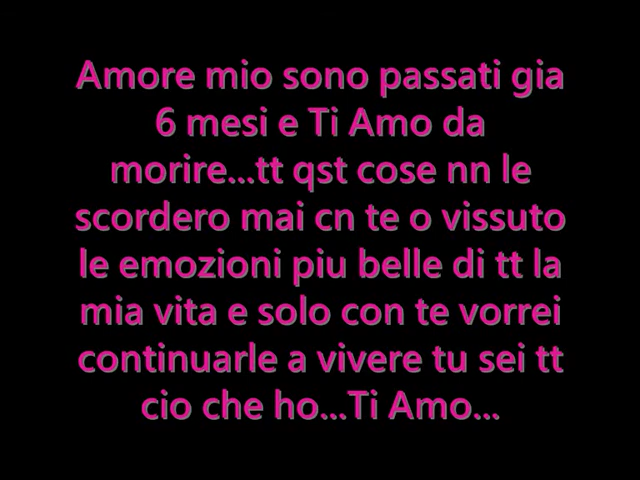 Amore mio sono passati gia
6 mesi e Ti Amo da
morire...tt qst cose nn le
scordero mai cn te o vissuto
le emozioni piu belle di tt la
mia vita e solo con te vorrei
continuarle a vivere tu sei tt
cio che ho...Ti Amo...